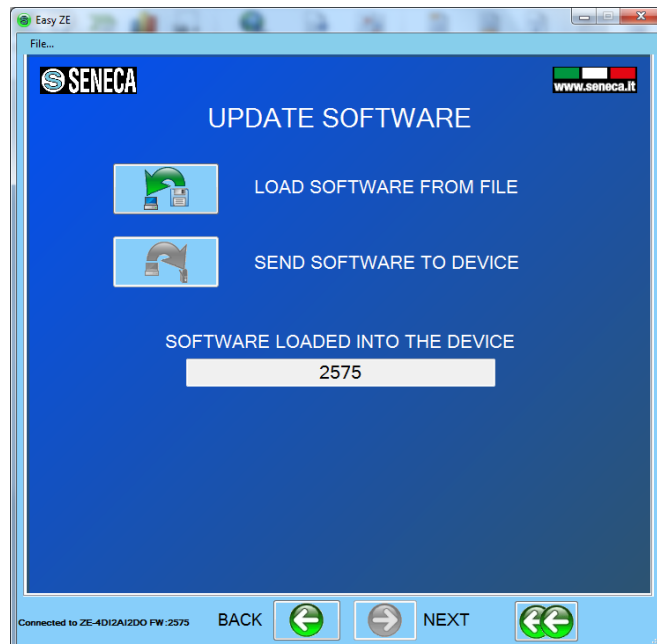 Easy ZE
File...
SENECA
www.seneca.it
UPDATE SOFTWARE
LOAD SOFTWARE FROM FILE
SEND SOFTWARE TO DEVICE
SOFTWARE LOADED INTO THE DEVICE
2575
Connected to ZE-4DI2AI2DO FW:2575
BACK
NEXT